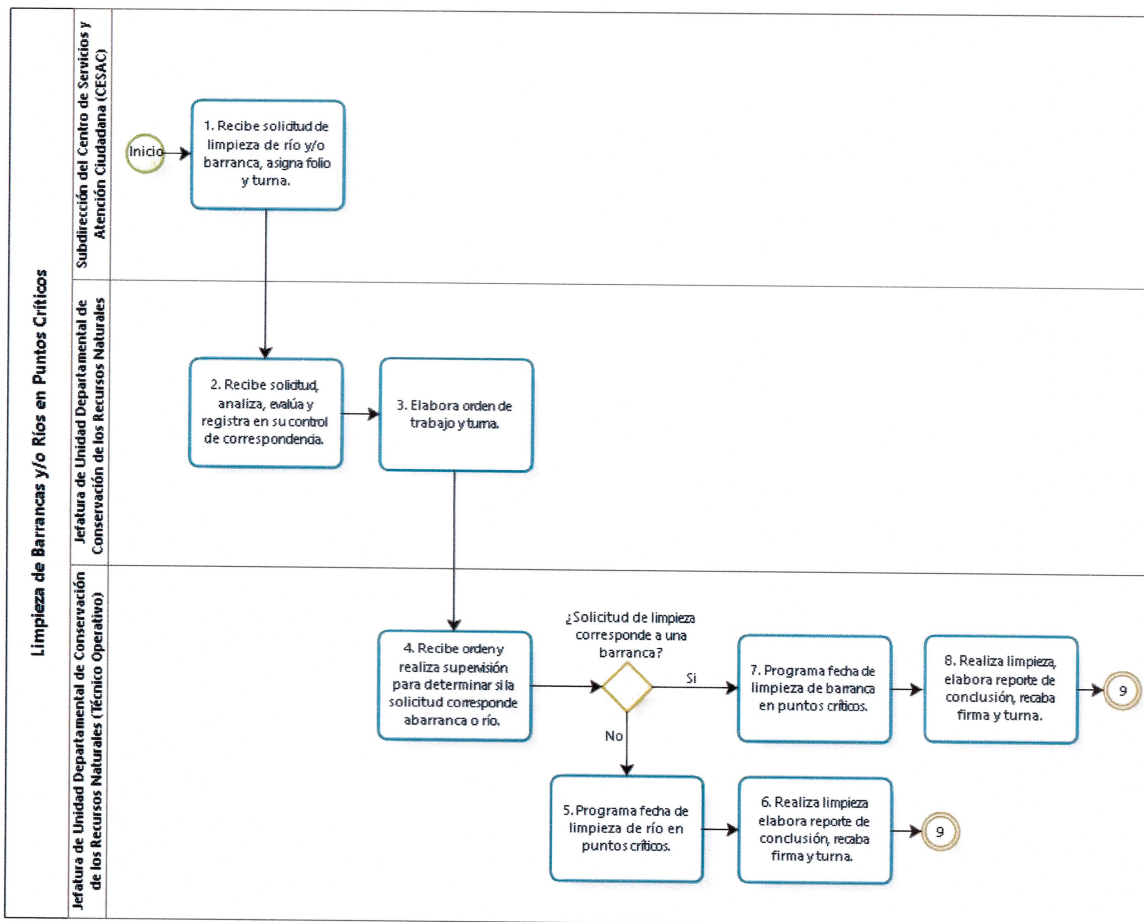 Limpieza de Barrancas y/o Ríos en Puntos Críticos
Subdirección del Centro de Servicios y
Atención Ciudadana (CESAC)
Inicio
1. Recibe solicitud de
limpieza de río y/o
barranca, asigna folio
y turna.
Jefatura de Unidad Departamental de
Conservación de los Recursos Naturales
2. Recibe solicitud,
analiza, evalúa y
registra en su control
de correspondencia.
3. Elabora orden de
trabajo y turna.
Jefatura de Unidad Departamental de Conservación
de los Recursos Naturales (Técnico Operativo)
4. Recibe orden y
realiza supervisión
para determinar si la
solicitud corresponde
abarranca o río.
¿Solicitud de limpieza
corresponde a una
barranca?
Si
No
7. Programa fecha de
limpieza de barranca
en puntos críticos.
8. Realiza limpieza,
elabora reporte de
conclusión, recaba
firma y turna.
9
5. Programa fecha de
limpieza de río en
puntos críticos.
6. Realiza limpieza
elabora reporte de
conclusión, recaba
firma y turna.
9